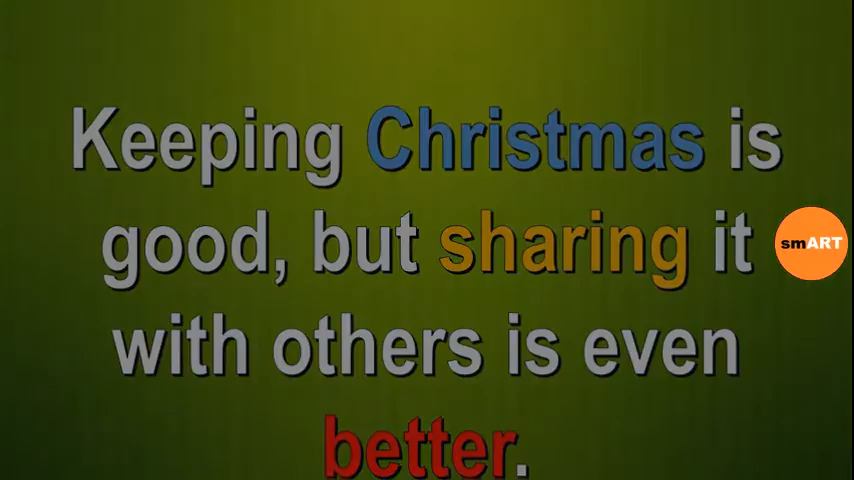 Keeping Christmas is
good, but sharing it
with others is even
better.
smART